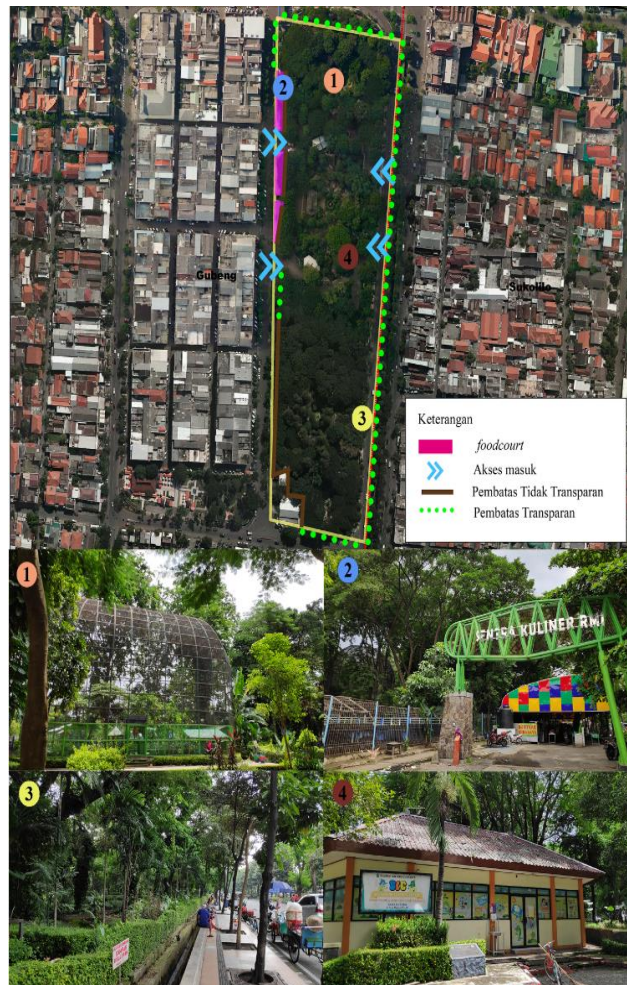 1
2
4
Gubeng
Sukolilo
3
Keterangan
foodcourt
Akses masuk
Pembatas Tidak Transparan
Pembatas Transparan
1
2
SENTRA KULINER RMI
3
4